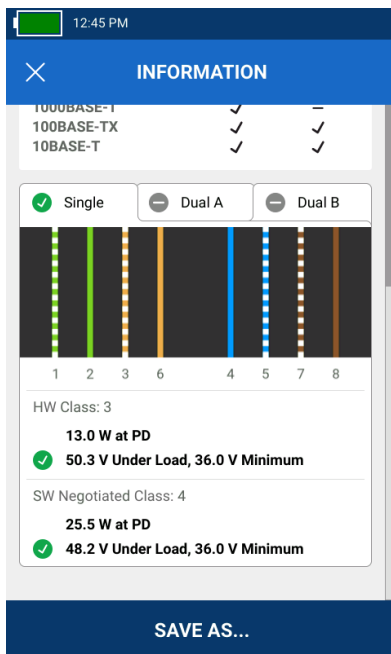 12:45 PM
INFORMATION
1000BASE-T ✓ –
100BASE-TX ✓ ✓
10BASE-T ✓ ✓
Single Dual A Dual B
1 2 3 6 4 5 7 8
HW Class: 3
13.0 W at PD
50.3 V Under Load, 36.0 V Minimum
SW Negotiated Class: 4
25.5 W at PD
48.2 V Under Load, 36.0 V Minimum
SAVE AS...